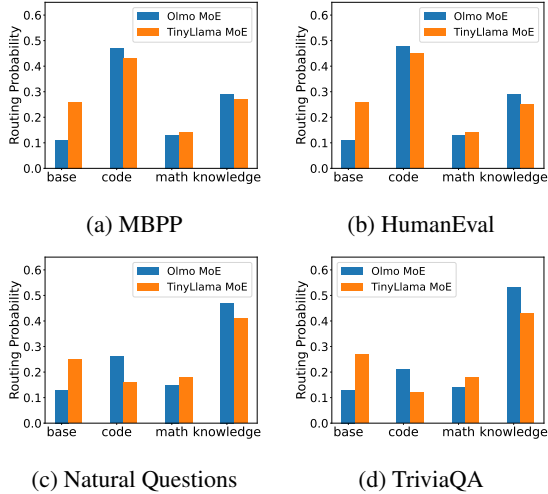 Olmo MoE
TinyLlama MoE
Routing Probability
0.6
0.5
0.4
0.3
0.2
0.1
0.0
base code math knowledge
(a) MBPP
Olmo MoE
TinyLlama MoE
Routing Probability
0.6
0.5
0.4
0.3
0.2
0.1
0.0
base code math knowledge
(b) HumanEval
Olmo MoE
TinyLlama MoE
Routing Probability
0.6
0.5
0.4
0.3
0.2
0.1
0.0
base code math knowledge
(c) Natural Questions
Olmo MoE
TinyLlama MoE
Routing Probability
0.6
0.5
0.4
0.3
0.2
0.1
0.0
base code math knowledge
(d) TriviaQA